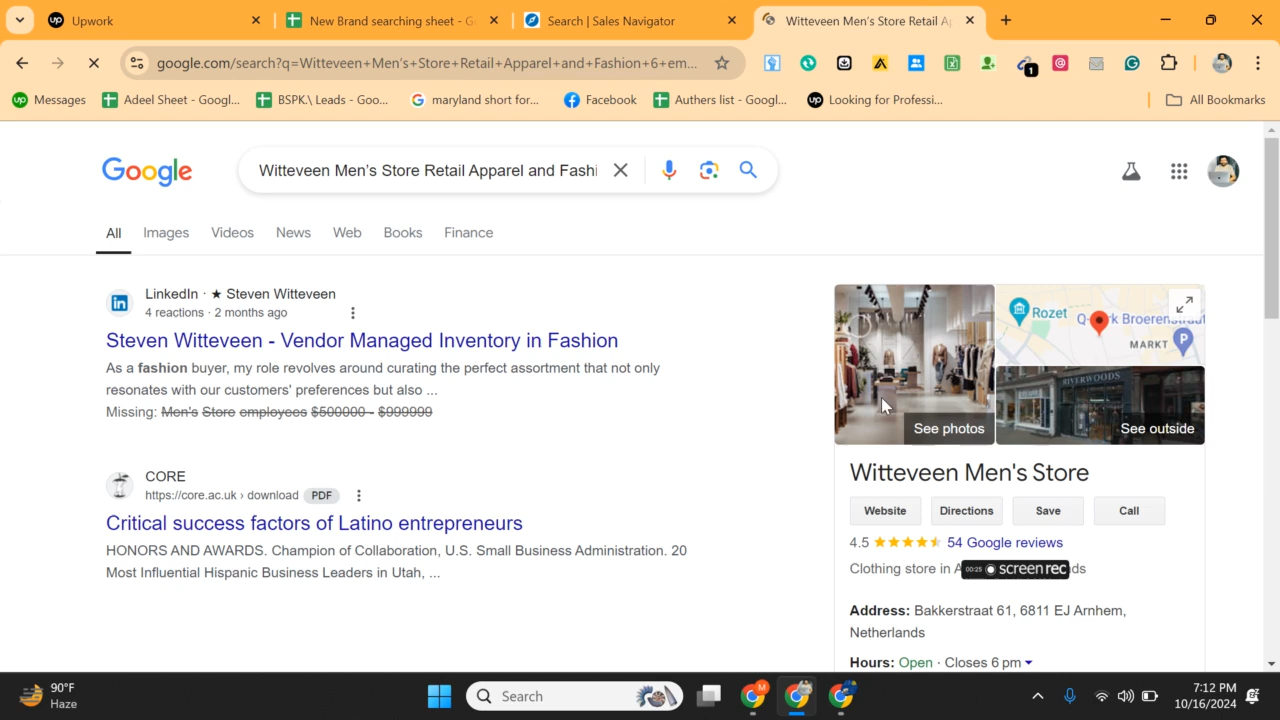 Upwork
New Brand searching sheet - G
Search | Sales Navigator
Witteveen Men's Store Retail Ap
google.com/search?q=Witteveen+Men's+Store+Retail+Apparel+and+Fashion+6+em...
1
Messages
Adeel Sheet - Googl...
BSPK.\ Leads - Goo...
maryland short for...
Facebook
Authers list - Googl...
Looking for Professi...
All Bookmarks
Google
Witteveen Men's Store Retail Apparel and Fashi
All
Images
Videos
News
Web
Books
Finance
LinkedIn · ★ Steven Witteveen
4 reactions · 2 months ago
Steven Witteveen - Vendor Managed Inventory in Fashion
As a fashion buyer, my role revolves around curating the perfect assortment that not only
resonates with our customers' preferences but also ...
Missing: Men's Store employees $500000 - $999999
CORE
https://core.ac.uk › download PDF
Critical success factors of Latino entrepreneurs
HONORS AND AWARDS. Champion of Collaboration, U.S. Small Business Administration. 20
Most Influential Hispanic Business Leaders in Utah, ...
Rozet
MARKT
RIVERWOODS
See photos
See outside
Witteveen Men's Store
Website
Directions
Save
Call
4.5 54 Google reviews
Clothing store in A
00:25 screenrec
ds
Address: Bakkerstraat 61, 6811 EJ Arnhem,
Netherlands
Hours: Open · Closes 6 pm
90°F
Haze
Search
7:12 PM
10/16/2024